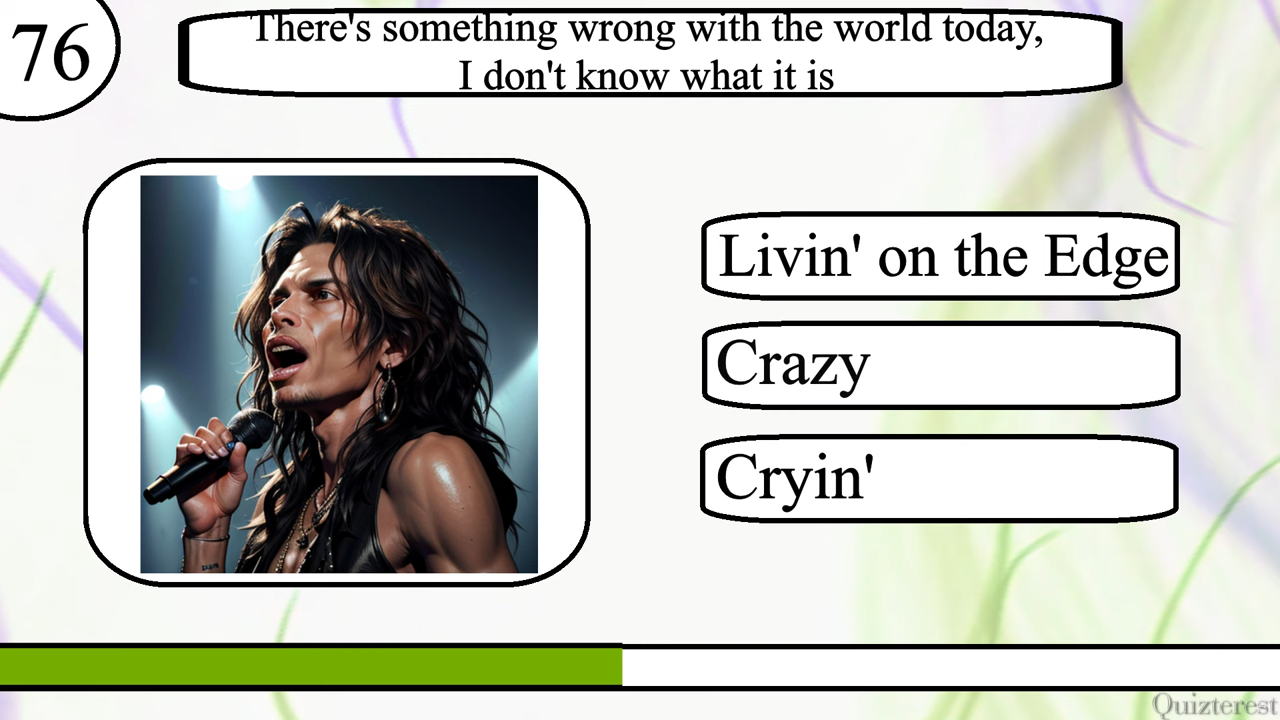 76
There's something wrong with the world today,
I don't know what it is
Livin' on the Edge
Crazy
Cryin'
Quizterest